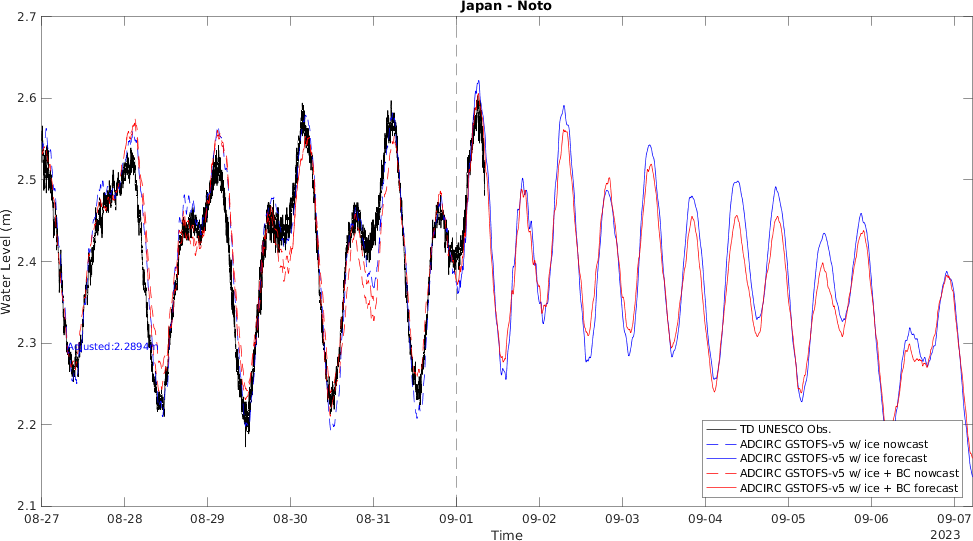 Japan - Noto
2.7
2.6
2.5
2.4
2.3
2.2
2.1
Water Level (m)
Adjusted:2.2894m
TD UNESCO Obs.
ADCIRC GSTOFS-v5 w/ ice nowcast
ADCIRC GSTOFS-v5 w/ ice forecast
ADCIRC GSTOFS-v5 w/ ice + BC nowcast
ADCIRC GSTOFS-v5 w/ ice + BC forecast
08-27 08-28 08-29 08-30 08-31 09-01 09-02 09-03 09-04 09-05 09-06 09-07
Time
2023